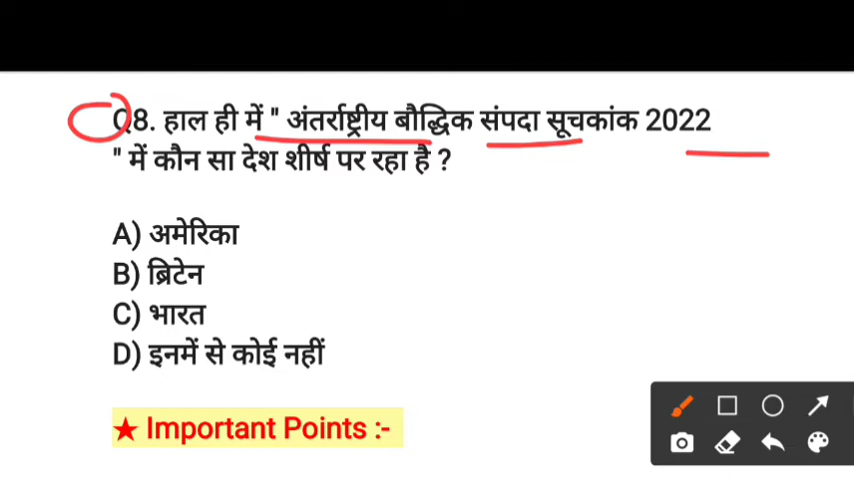 Q8. हाल ही में " अंतर्राष्ट्रीय बौद्धिक संपदा सूचकांक 2022
" में कौन सा देश शीर्ष पर रहा है ?
A) अमेरिका
B) ब्रिटेन
C) भारत
D) इनमें से कोई नहीं
★ Important Points :-